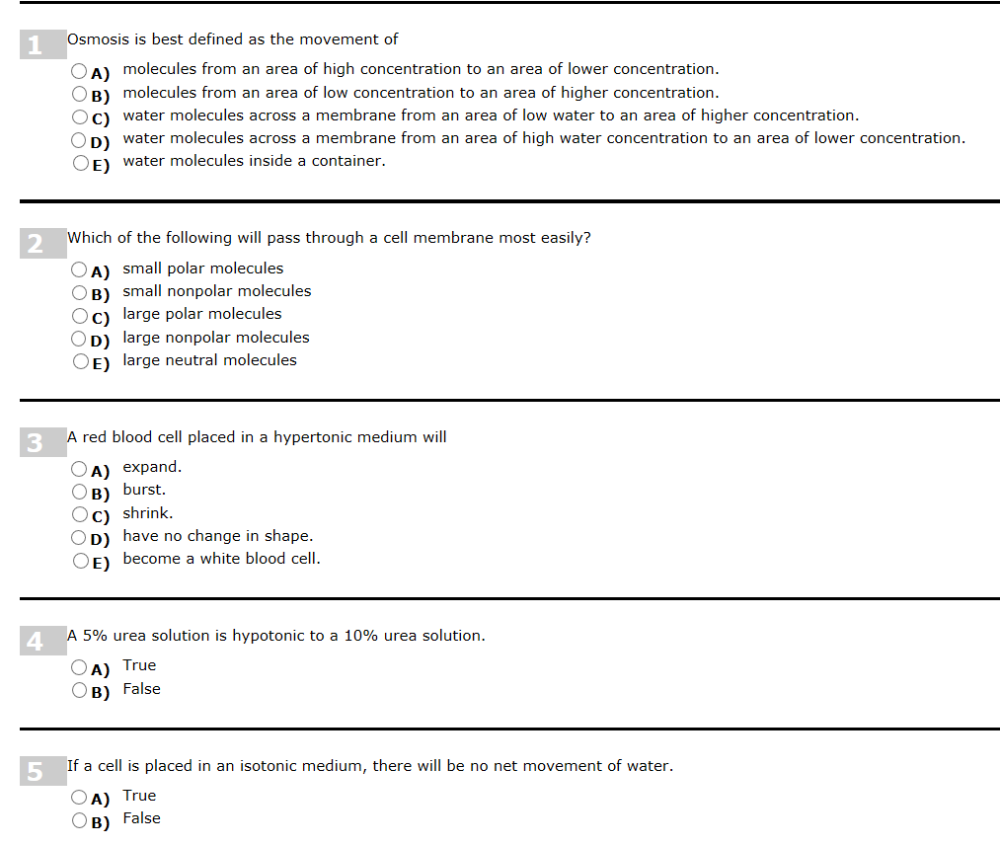 1 Osmosis is best defined as the movement of
A) molecules from an area of high concentration to an area of lower concentration.
B) molecules from an area of low concentration to an area of higher concentration.
C) water molecules across a membrane from an area of low water to an area of higher concentration.
D) water molecules across a membrane from an area of high water concentration to an area of lower concentration.
E) water molecules inside a container.
2 Which of the following will pass through a cell membrane most easily?
A) small polar molecules
B) small nonpolar molecules
C) large polar molecules
D) large nonpolar molecules
E) large neutral molecules
3 A red blood cell placed in a hypertonic medium will
A) expand.
B) burst.
C) shrink.
D) have no change in shape.
E) become a white blood cell.
4 A 5% urea solution is hypotonic to a 10% urea solution.
A) True
B) False
5 If a cell is placed in an isotonic medium, there will be no net movement of water.
A) True
B) False